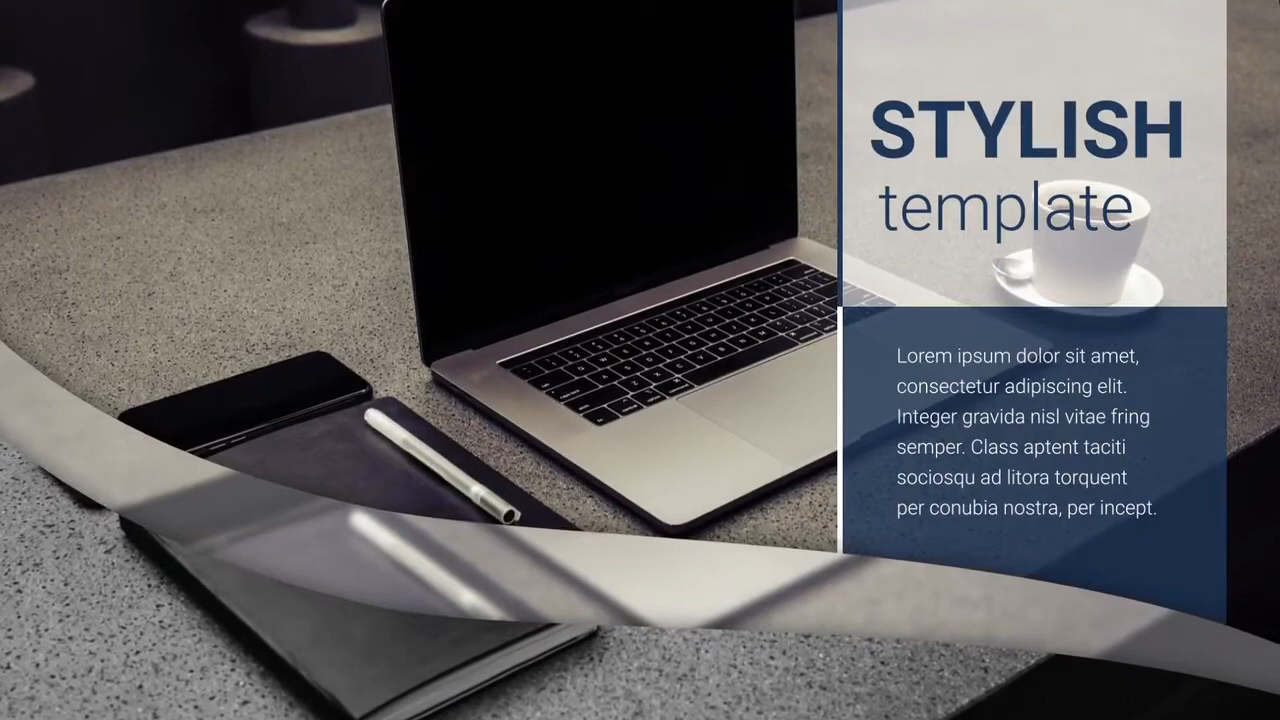 STYLISH
template
Lorem ipsum dolor sit amet,
consectetur adipiscing elit.
Integer gravida nisl vitae fring
semper. Class aptent taciti
sociosqu ad litora torquent
per conubia nostra, per incept.